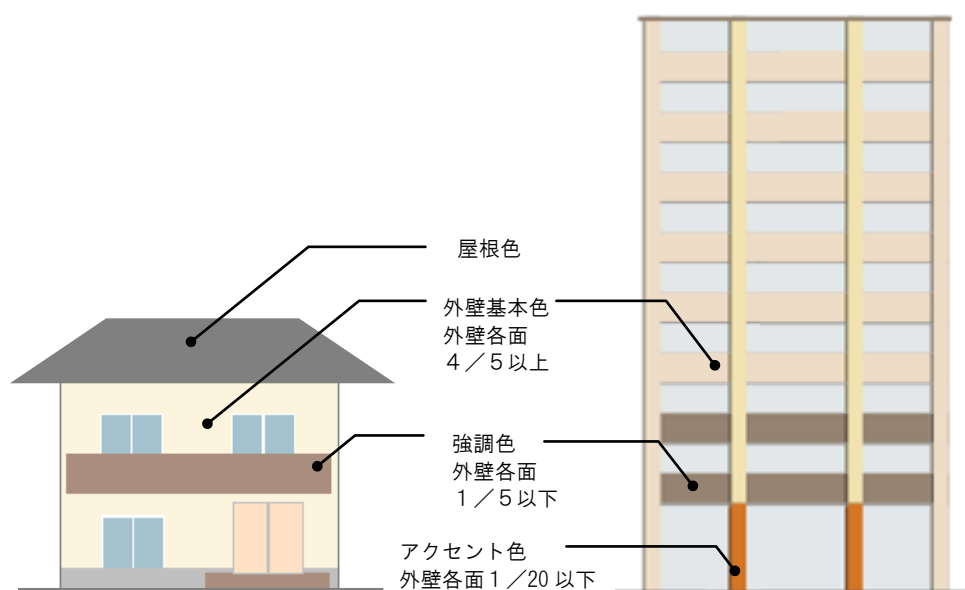 屋根色
外壁基本色
外壁各面
４／５以上
強調色
外壁各面
１／５以下
アクセント色
外壁各面１／20 以下